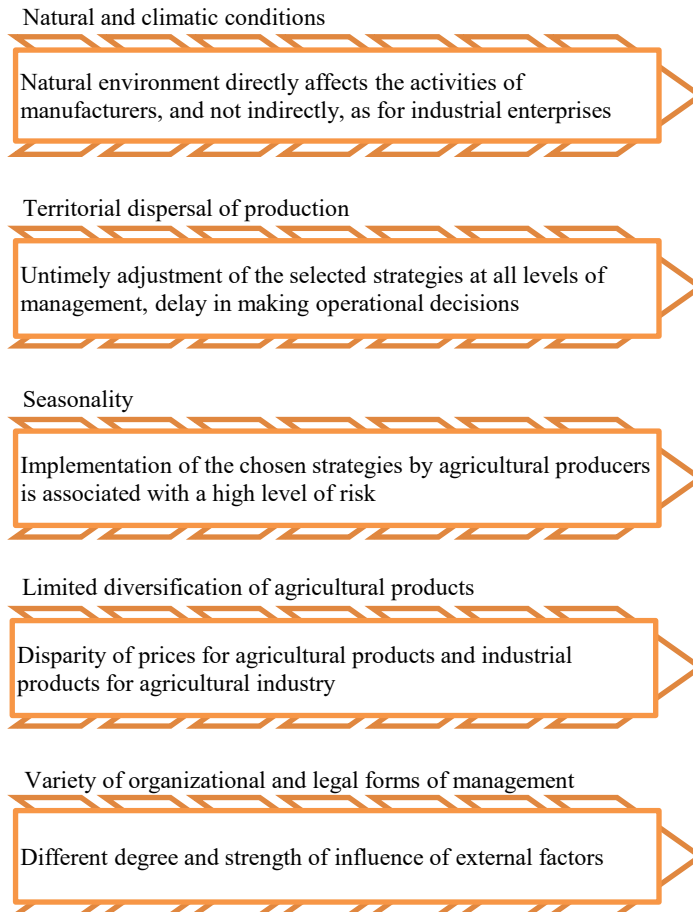 Natural and climatic conditions
Natural environment directly affects the activities of
manufacturers, and not indirectly, as for industrial enterprises
Territorial dispersal of production
Untimely adjustment of the selected strategies at all levels of
management, delay in making operational decisions
Seasonality
Implementation of the chosen strategies by agricultural producers
is associated with a high level of risk
Limited diversification of agricultural products
Disparity of prices for agricultural products and industrial
products for agricultural industry
Variety of organizational and legal forms of management
Different degree and strength of influence of external factors